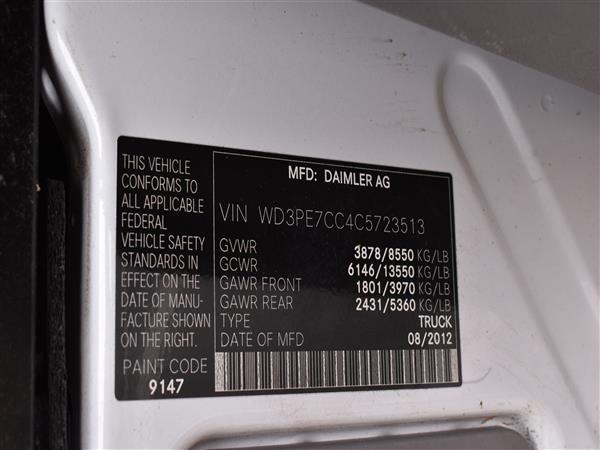 THIS VEHICLE
CONFORMS TO
ALL APPLICABLE
FEDERAL
VEHICLE SAFETY
STANDARDS IN
EFFECT ON THE
DATE OF MANU-
FACTURE SHOWN
ON THE RIGHT.
PAINT CODE
9147
MFD: DAIMLER AG
VIN WD3PE7CC4C5723513
GVWR 3878/8550 KG/LB
GCWR 6146/13550 KG/LB
GAWR FRONT 1801/3970 KG/LB
GAWR REAR 2431/5360 KG/LB
TYPE TRUCK
DATE OF MFD 08/2012